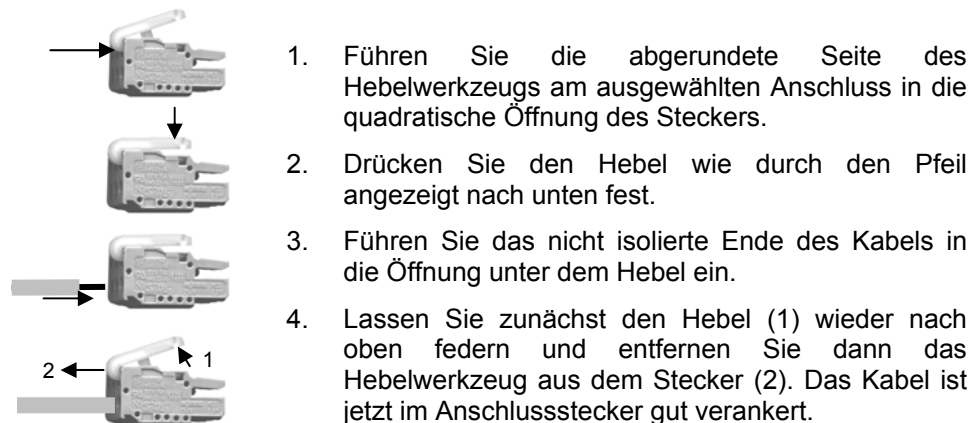 1. Führen Sie die abgerundete Seite des
Hebelwerkzeugs am ausgewählten Anschluss in die
quadratische Öffnung des Steckers.
2. Drücken Sie den Hebel wie durch den Pfeil
angezeigt nach unten fest.
3. Führen Sie das nicht isolierte Ende des Kabels in
die Öffnung unter dem Hebel ein.
4. Lassen Sie zunächst den Hebel (1) wieder nach
oben federn und entfernen Sie dann das
Hebelwerkzeug aus dem Stecker (2). Das Kabel ist
jetzt im Anschlussstecker gut verankert.
2
1